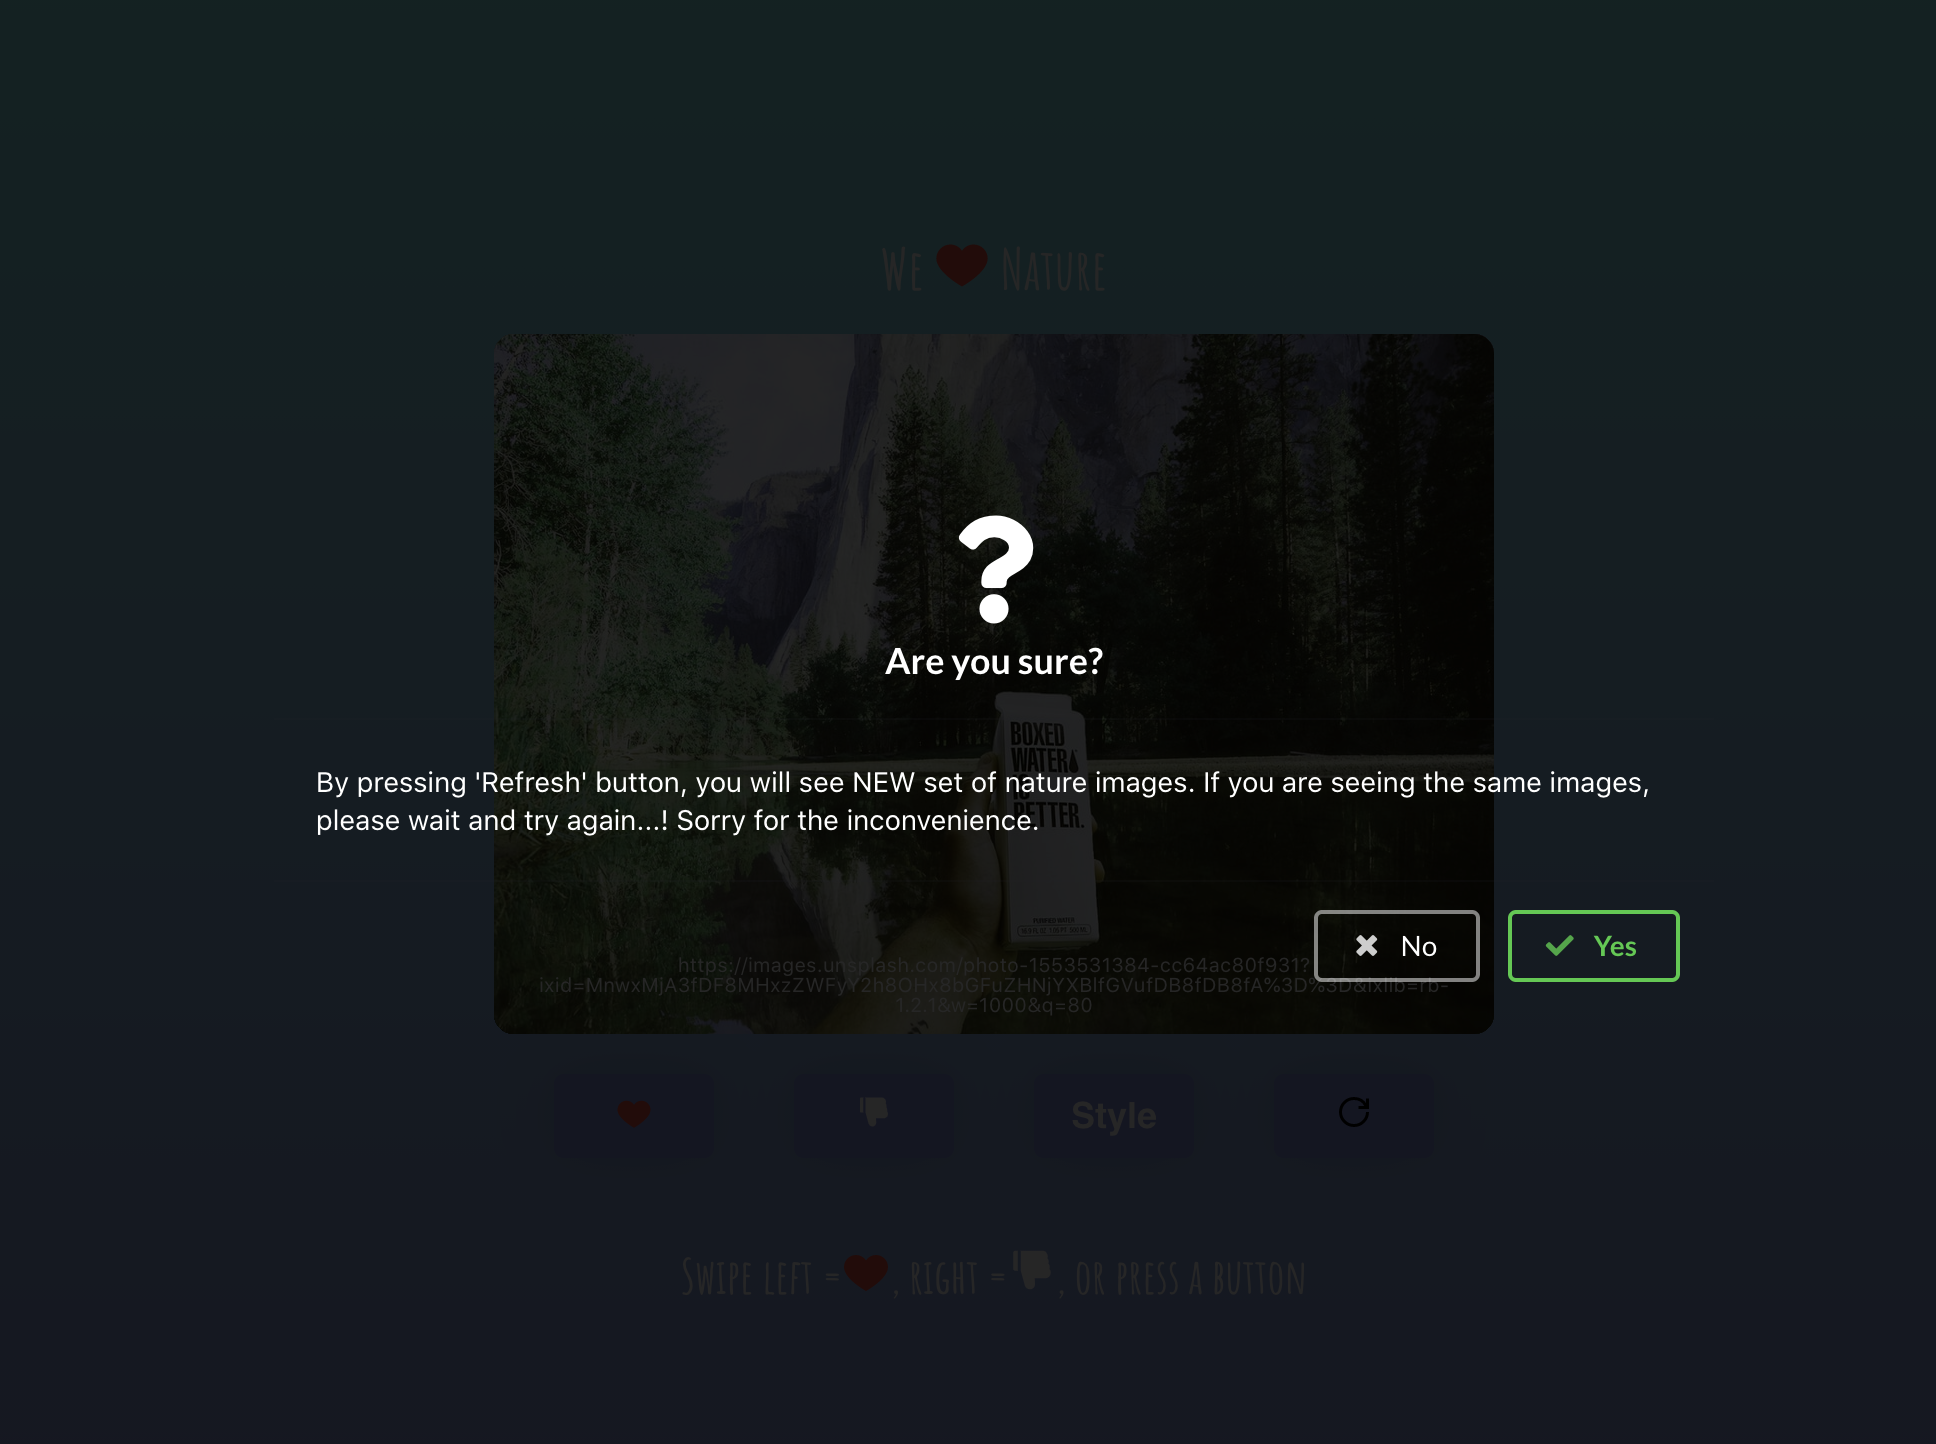 We Nature
?
Are you sure?
BOXED
WATER
IS
BETTER.
By pressing 'Refresh' button, you will see NEW set of nature images. If you are seeing the same images,
please wait and try again...! Sorry for the inconvenience.
PURIFIED WATER
No
Yes
https://images.unsplash.com/photo-1553531384-cc64ac80f931?
ixid=MnwxMjA3fDF8MHxzZWFyY2h8OHx8bGFuZHNjYXBlfGVufDB8fDB8fA%3D%3D&ixlib=rb-
1.2.1&w=1000&q=80
Style
Swipe left = , right = , or press a button